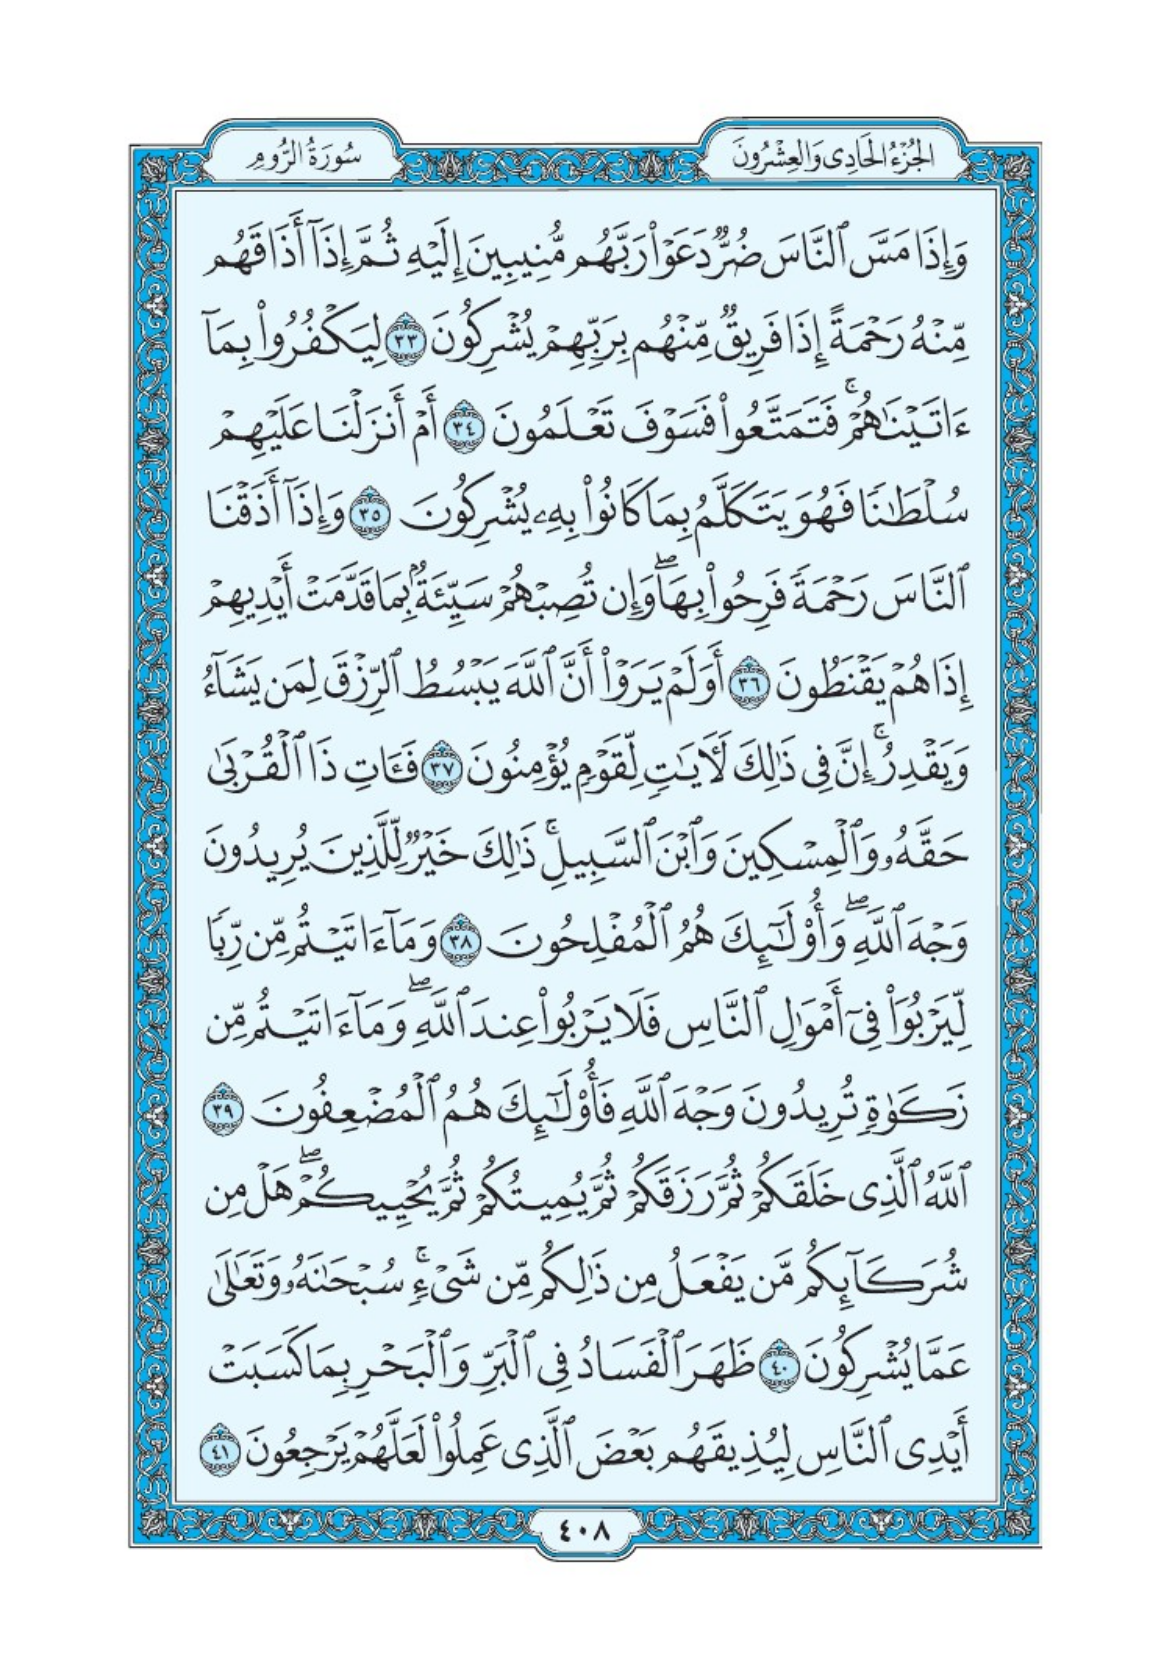 الجُزْءُ الحَادِى وَالعِشْرُونَ
سُورَةُ الرُّومِ
وَإِذَا مَسَّ ٱلنَّاسَ ضُرٌّ دَعَوْا۟ رَبَّهُم مُّنِيبِينَ إِلَيْهِ ثُمَّ إِذَآ أَذَاقَهُم
مِّنْهُ رَحْمَةً إِذَا فَرِيقٌ مِّنْهُم بِرَبِّهِمْ يُشْرِكُونَ ٣٣ لِيَكْفُرُوا۟ بِمَآ
ءَاتَيْنَـٰهُمْ ۚ فَتَمَتَّعُوا۟ فَسَوْفَ تَعْلَمُونَ ٣٤ أَمْ أَنزَلْنَا عَلَيْهِمْ
سُلْطَـٰنًا فَهُوَ يَتَكَلَّمُ بِمَا كَانُوا۟ بِهِۦ يُشْرِكُونَ ٣٥ وَإِذَآ أَذَقْنَا
ٱلنَّاسَ رَحْمَةً فَرِحُوا۟ بِهَا ۖ وَإِن تُصِبْهُمْ سَيِّئَةٌۢ بِمَا قَدَّمَتْ أَيْدِيهِمْ
إِذَا هُمْ يَقْنَطُونَ ٣٦ أَوَلَمْ يَرَوْا۟ أَنَّ ٱللَّهَ يَبْسُطُ ٱلرِّزْقَ لِمَن يَشَآءُ
وَيَقْدِرُ ۚ إِنَّ فِى ذَٰلِكَ لَـَٔايَـٰتٍ لِّقَوْمٍ يُؤْمِنُونَ ٣٧ فَـَٔاتِ ذَا ٱلْقُرْبَىٰ
حَقَّهُۥ وَٱلْمِسْكِينَ وَٱبْنَ ٱلسَّبِيلِ ۚ ذَٰلِكَ خَيْرٌ لِّلَّذِينَ يُرِيدُونَ
وَجْهَ ٱللَّهِ ۖ وَأُو۟لَـٰٓئِكَ هُمُ ٱلْمُفْلِحُونَ ٣٨ وَمَآ ءَاتَيْتُم مِّن رِّبًا
لِّيَرْبُوَا۟ فِىٓ أَمْوَٰلِ ٱلنَّاسِ فَلَا يَرْبُوا۟ عِندَ ٱللَّهِ ۖ وَمَآ ءَاتَيْتُم مِّن
زَكَوٰةٍ تُرِيدُونَ وَجْهَ ٱللَّهِ فَأُو۟لَـٰٓئِكَ هُمُ ٱلْمُضْعِفُونَ ٣٩
ٱللَّهُ ٱلَّذِى خَلَقَكُمْ ثُمَّ رَزَقَكُمْ ثُمَّ يُمِيتُكُمْ ثُمَّ يُحْيِيكُمْ ۖ هَلْ مِن
شُرَكَآئِكُم مَّن يَفْعَلُ مِن ذَٰلِكُم مِّن شَىْءٍ ۚ سُبْحَـٰنَهُۥ وَتَعَـٰلَىٰ
عَمَّا يُشْرِكُونَ ٤٠ ظَهَرَ ٱلْفَسَادُ فِى ٱلْبَرِّ وَٱلْبَحْرِ بِمَا كَسَبَتْ
أَيْدِى ٱلنَّاسِ لِيُذِيقَهُم بَعْضَ ٱلَّذِى عَمِلُوا۟ لَعَلَّهُمْ يَرْجِعُونَ ٤١
٤٠٨